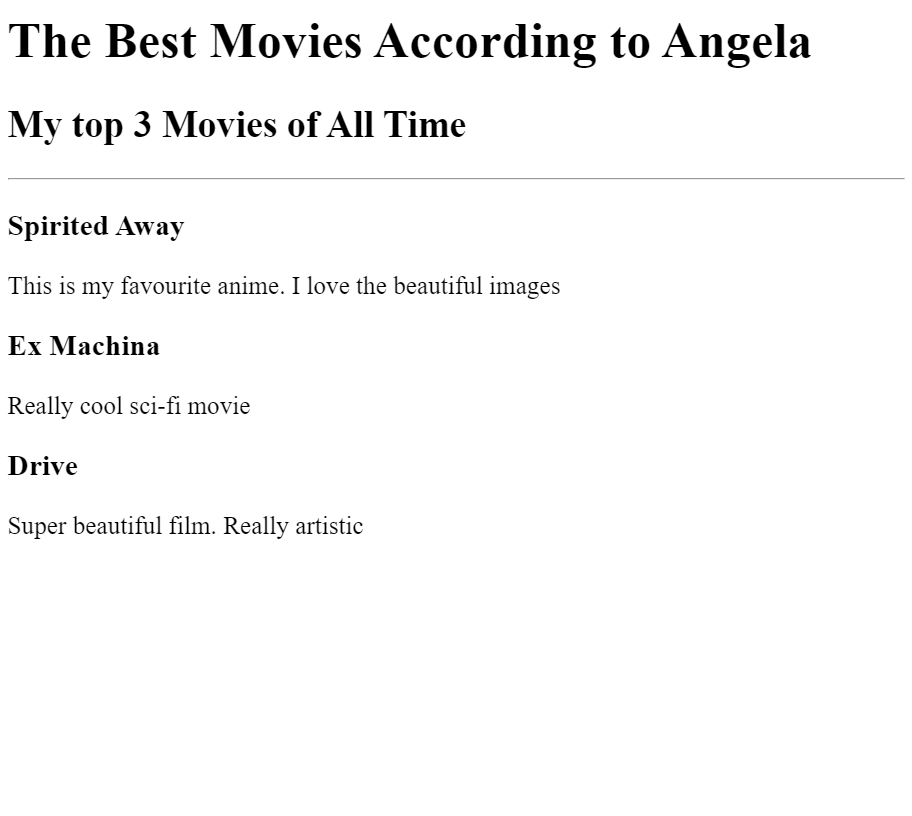 The Best Movies According to Angela
My top 3 Movies of All Time
Spirited Away
This is my favourite anime. I love the beautiful images
Ex Machina
Really cool sci-fi movie
Drive
Super beautiful film. Really artistic